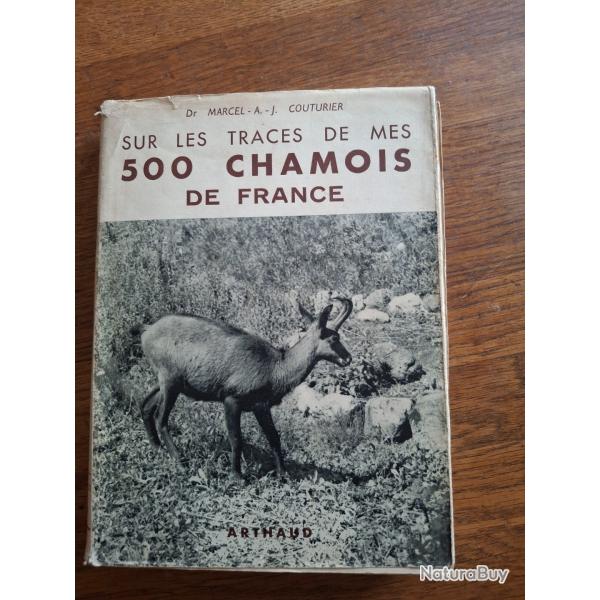 Dr MARCEL-A.-J. COUTURIER
SUR LES TRACES DE MES
500 CHAMOIS
DE FRANCE
ARTHAUD
NaturaBuy